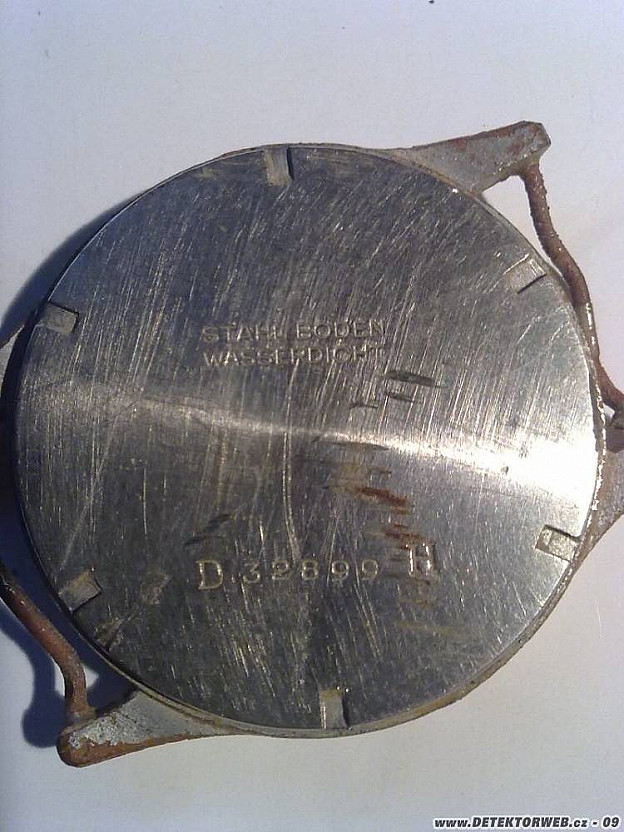 STAHLBODEN
WASSERDICHT
D 32899 H
www.DETEKTORWEB.cz - 09